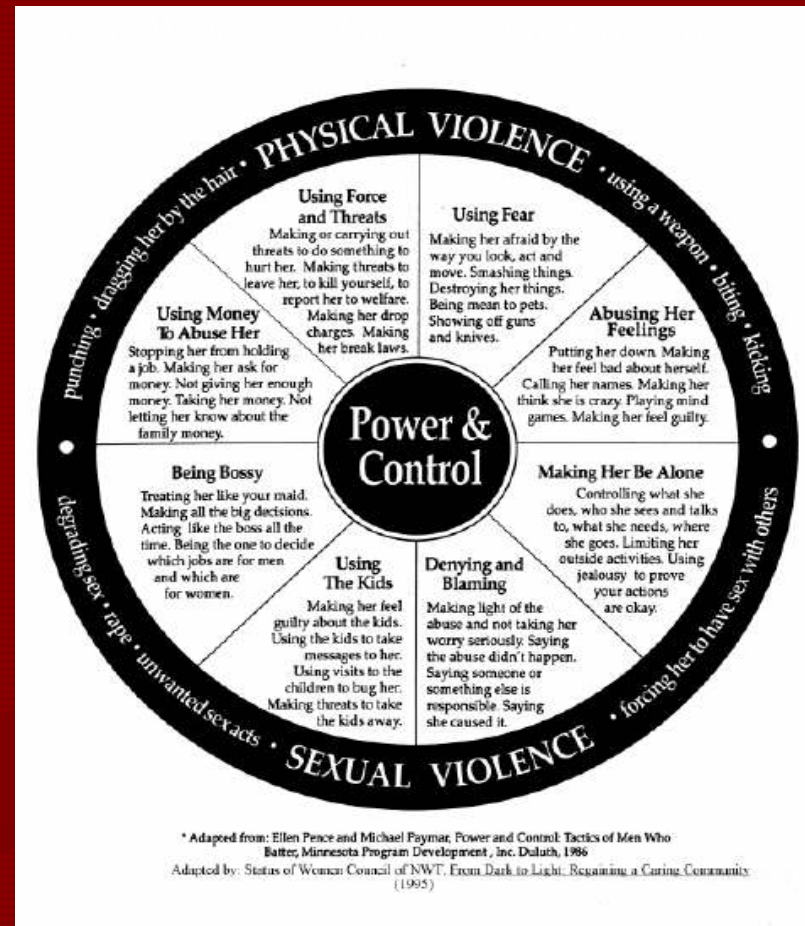 PHYSICAL VIOLENCE
• using a weapon • biting • kicking
• forcing her to have sex with others
SEXUAL VIOLENCE
degrading sex • rape • unwanted sex acts •
punching • dragging her by the hair •
Using Force
and Threats
Making or carrying out
threats to do something to
hurt her. Making threats to
leave her, to kill yourself, to
report her to welfare.
Making her drop
charges. Making
her break laws.
Using Fear
Making her afraid by the
way you look, act and
move. Smashing things.
Destroying her things.
Being mean to pets.
Showing off guns
and knives.
Abusing Her
Feelings
Putting her down. Making
her feel bad about herself.
Calling her names. Making her
think she is crazy. Playing mind
games. Making her feel guilty.
Making Her Be Alone
Controlling what she
does, who she sees and talks
to, what she needs, where
she goes. Limiting her
outside activities. Using
jealousy to prove
your actions
are okay.
Denying and
Blaming
Making light of the
abuse and not taking her
worry seriously. Saying
the abuse didn't happen.
Saying someone or
something else is
responsible. Saying
she caused it.
Using
The Kids
Making her feel
guilty about the kids.
Using the kids to take
messages to her.
Using visits to the
children to bug her.
Making threats to take
the kids away.
Being Bossy
Treating her like your maid.
Making all the big decisions.
Acting like the boss all the
time. Being the one to decide
which jobs are for men
and which are
for women.
Using Money
To Abuse Her
Stopping her from holding
a job. Making her ask for
money. Not giving her enough
money. Taking her money. Not
letting her know about the
family money.
Power &
Control
* Adapted from: Ellen Pence and Michael Paymar, Power and Control: Tactics of Men Who
Batter, Minnesota Program Development, Inc. Duluth, 1986
Adapted by: Status of Women Council of NWT, From Dark to Light: Regaining a Caring Community
(1995)